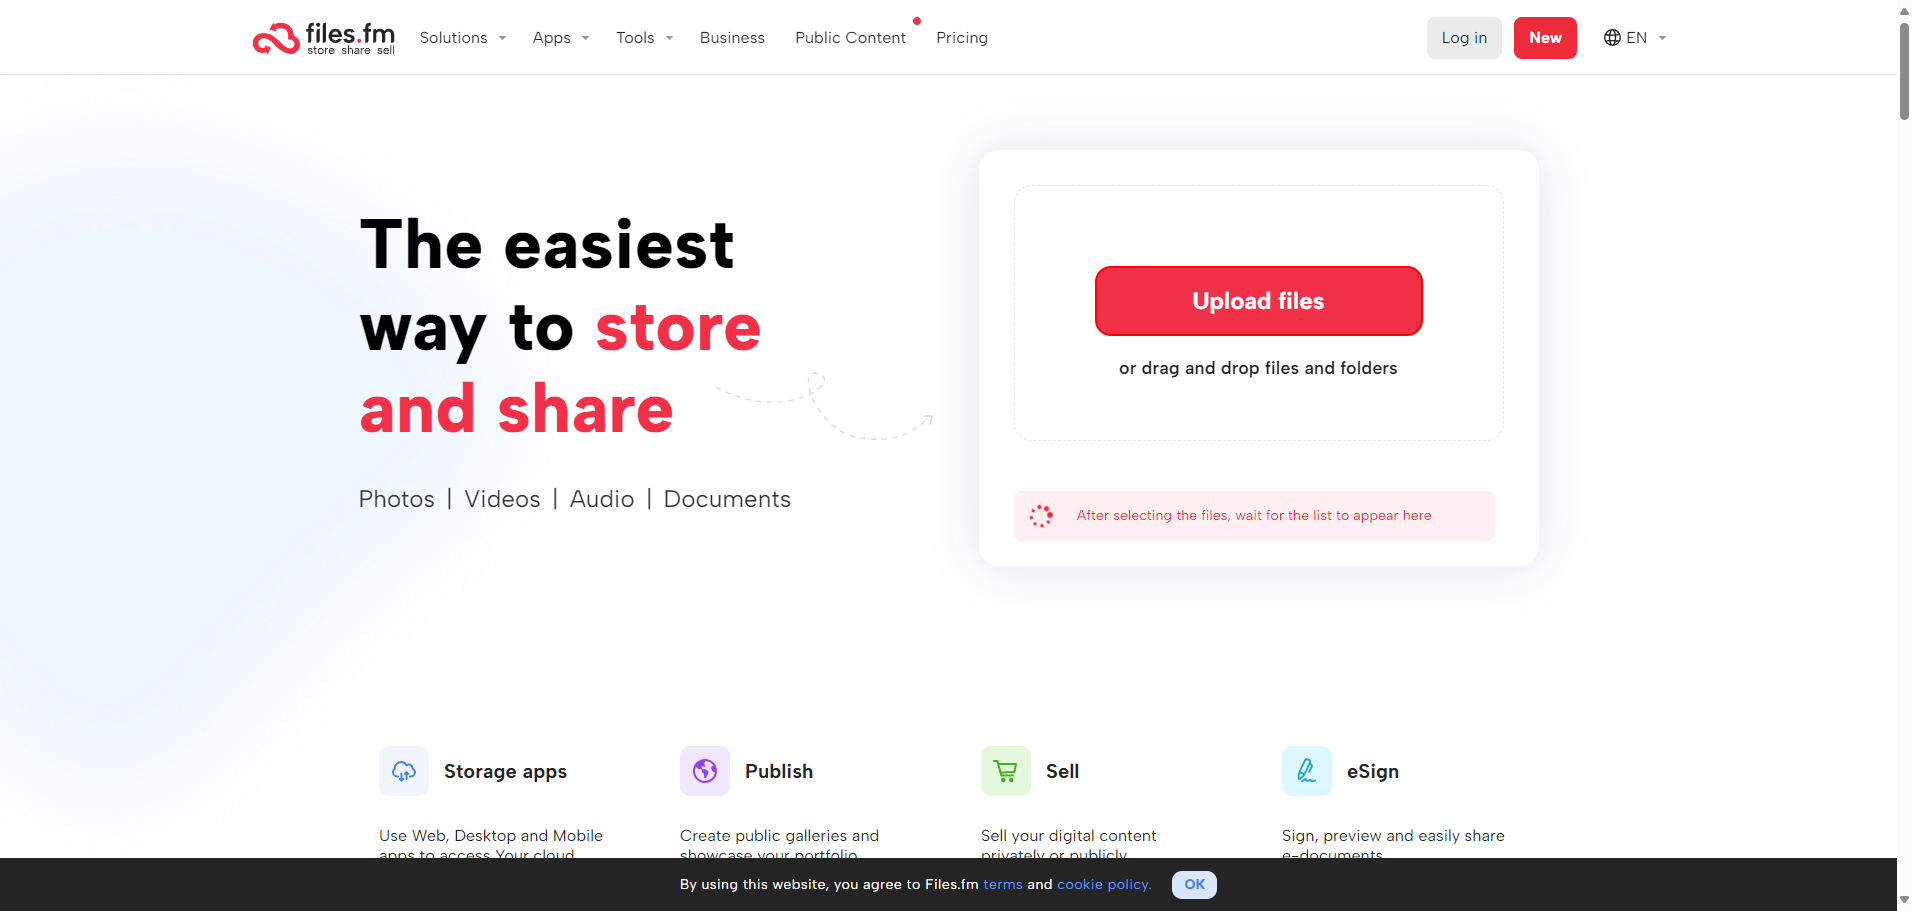 files.fm
store share sell
Solutions
Apps
Tools
Business
Public Content
Pricing
Log in
New
EN
The easiest
way to store
and share
Photos | Videos | Audio | Documents
Upload files
or drag and drop files and folders
After selecting the files, wait for the list to appear here
Storage apps
Use Web, Desktop and Mobile
apps to access Your cloud
Publish
Create public galleries and
showcase your portfolio
Sell
Sell your digital content
privately or publicly
eSign
Sign, preview and easily share
e-documents
By using this website, you agree to Files.fm terms and cookie policy.
OK